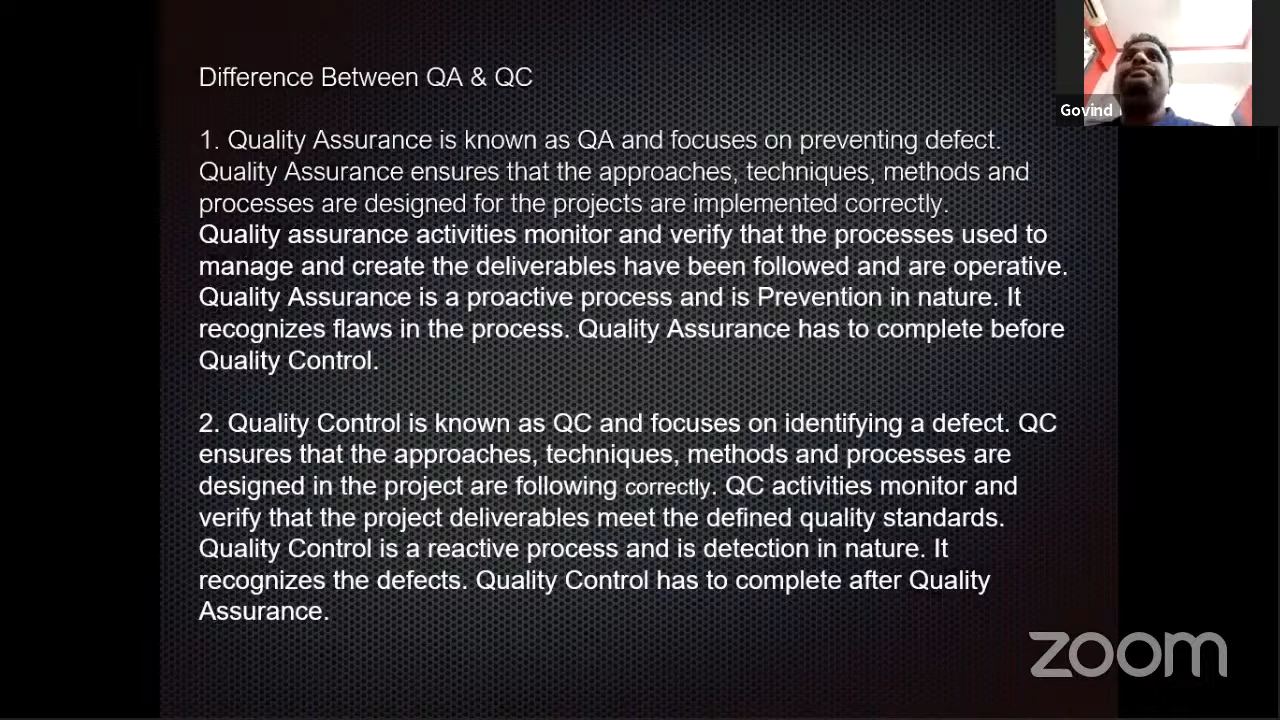 Difference Between QA & QC
1. Quality Assurance is known as QA and focuses on preventing defect.
Quality Assurance ensures that the approaches, techniques, methods and
processes are designed for the projects are implemented correctly.
Quality assurance activities monitor and verify that the processes used to
manage and create the deliverables have been followed and are operative.
Quality Assurance is a proactive process and is Prevention in nature. It
recognizes flaws in the process. Quality Assurance has to complete before
Quality Control.
2. Quality Control is known as QC and focuses on identifying a defect. QC
ensures that the approaches, techniques, methods and processes are
designed in the project are following correctly. QC activities monitor and
verify that the project deliverables meet the defined quality standards.
Quality Control is a reactive process and is detection in nature. It
recognizes the defects. Quality Control has to complete after Quality
Assurance.
Govind
zoom